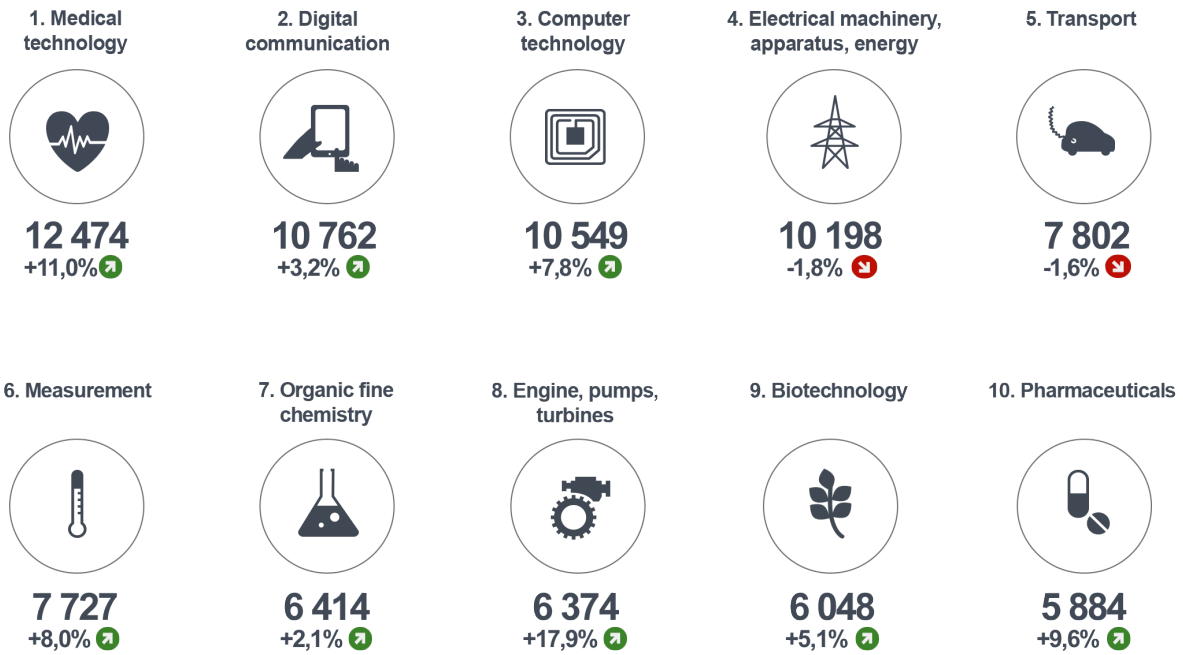 1. Medical
technology
2. Digital
communication
3. Computer
technology
4. Electrical machinery,
apparatus, energy
5. Transport
12 474
+11,0%
10 762
+3,2%
10 549
+7,8%
10 198
-1,8%
7 802
-1,6%
6. Measurement
7. Organic fine
chemistry
8. Engine, pumps,
turbines
9. Biotechnology
10. Pharmaceuticals
7 727
+8,0%
6 414
+2,1%
6 374
+17,9%
6 048
+5,1%
5 884
+9,6%